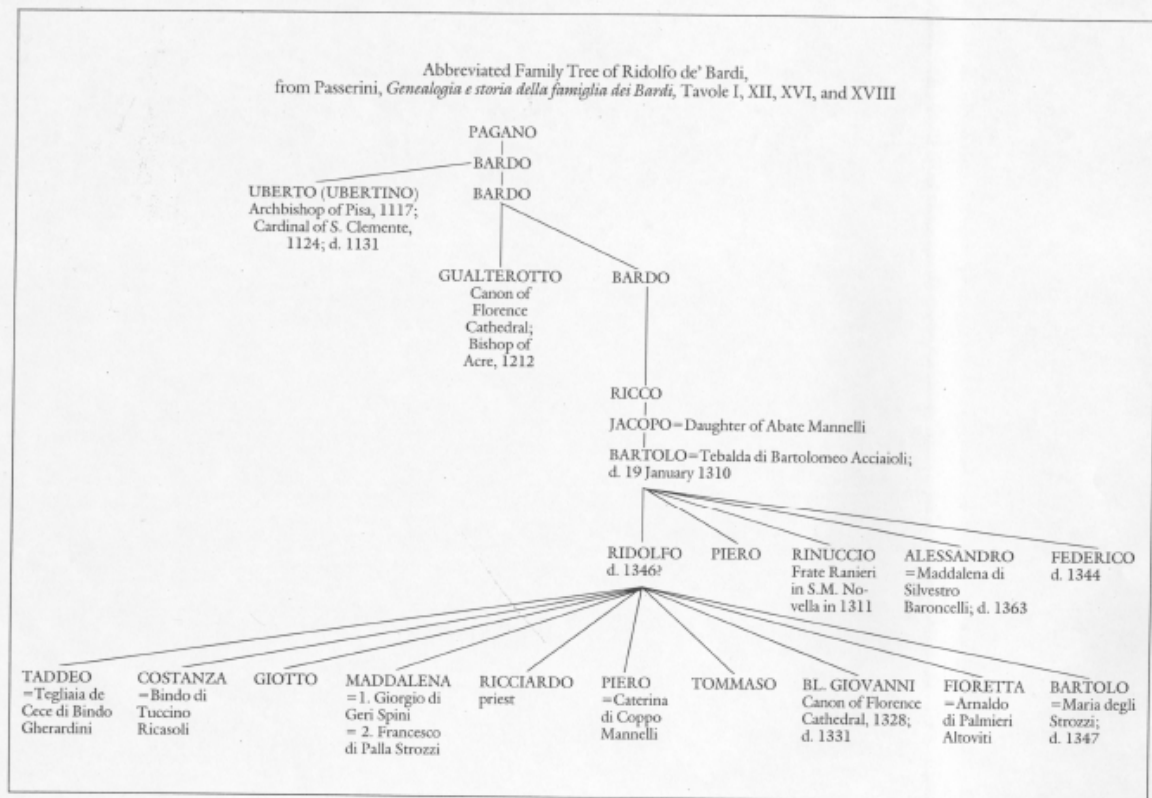 Abbreviated Family Tree of Ridolfo de' Bardi,
from Passerini, Genealogia e storia della famiglia dei Bardi, Tavole I, XII, XVI, and XVIII
PAGANO
BARDO
UBERTO (UBERTINO)
Archbishop of Pisa, 1117;
Cardinal of S. Clemente,
1124; d. 1131
BARDO
GUALTEROTTO
Canon of
Florence
Cathedral;
Bishop of
Acre, 1212
BARDO
RICCO
JACOPO=Daughter of Abate Mannelli
BARTOLO=Tebalda di Bartolomeo Acciaioli;
d. 19 January 1310
RIDOLFO
d. 1346?
PIERO
RINUCCIO
Frate Ranieri
in S.M. No-
vella in 1311
ALESSANDRO
=Maddalena di
Silvestro
Baroncelli; d. 1363
FEDERICO
d. 1344
TADDEO
=Tegliaia de
Cece di Bindo
Gherardini
COSTANZA
=Bindo di
Tuccino
Ricasoli
GIOTTO
MADDALENA
=1. Giorgio di
Geri Spini
= 2. Francesco
di Palla Strozzi
RICCIARDO
priest
PIERO
=Caterina
di Coppo
Mannelli
TOMMASO
BL. GIOVANNI
Canon of Florence
Cathedral, 1328;
d. 1331
FIORETTA
=Arnaldo
di Palmieri
Altoviti
BARTOLO
=Maria degli
Strozzi;
d. 1347